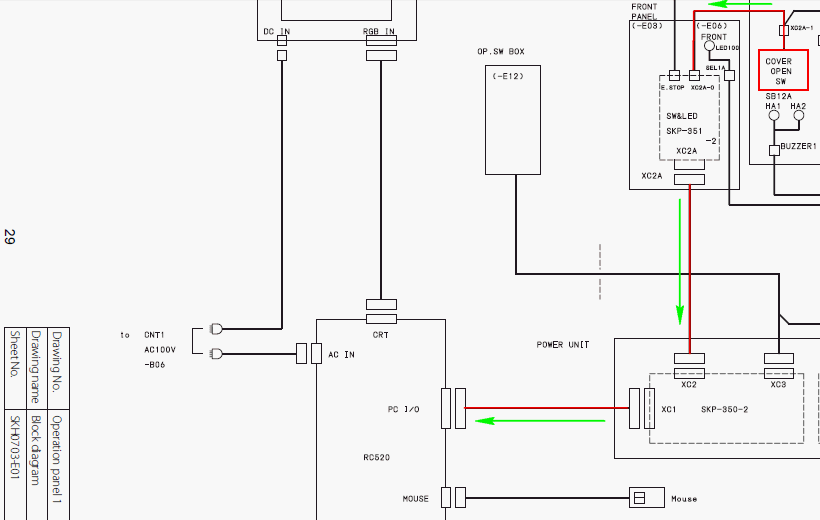 FRONT
PANEL
(-E03)
(-E06)
FRONT
LED100
SEL1A
XC2A-1
COVER
OPEN
SW
SB12A
HA1
HA2
BUZZER1
DC IN
RGB IN
OP.SW BOX
(-E12)
E.STOP
XC2A-0
SW&LED
SKP-351
-2
XC2A
XC2A
29
to
CNT1
AC100V
-B06
CRT
AC IN
POWER UNIT
XC2
XC3
PC I/O
XC1
SKP-350-2
RC520
MOUSE
Mouse
Drawing No.
Operation panel 1
Drawing name
Block diagram
Sheet No.
SKH0703-E01